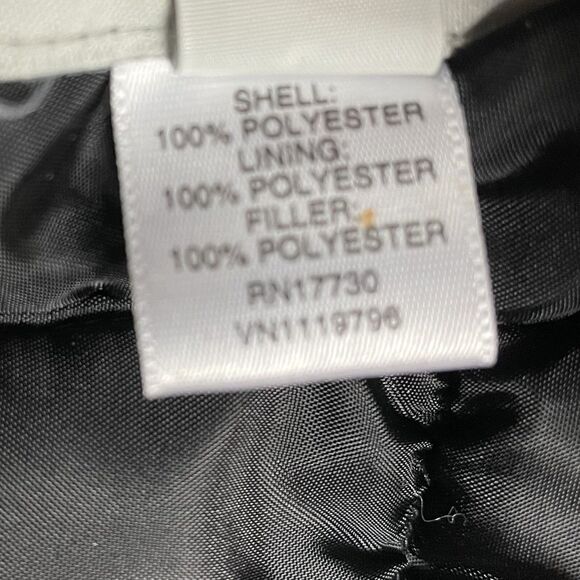 SHELL:
100% POLYESTER
LINING:
100% POLYESTER
FILLER:
100% POLYESTER
RN17730
VN1119796